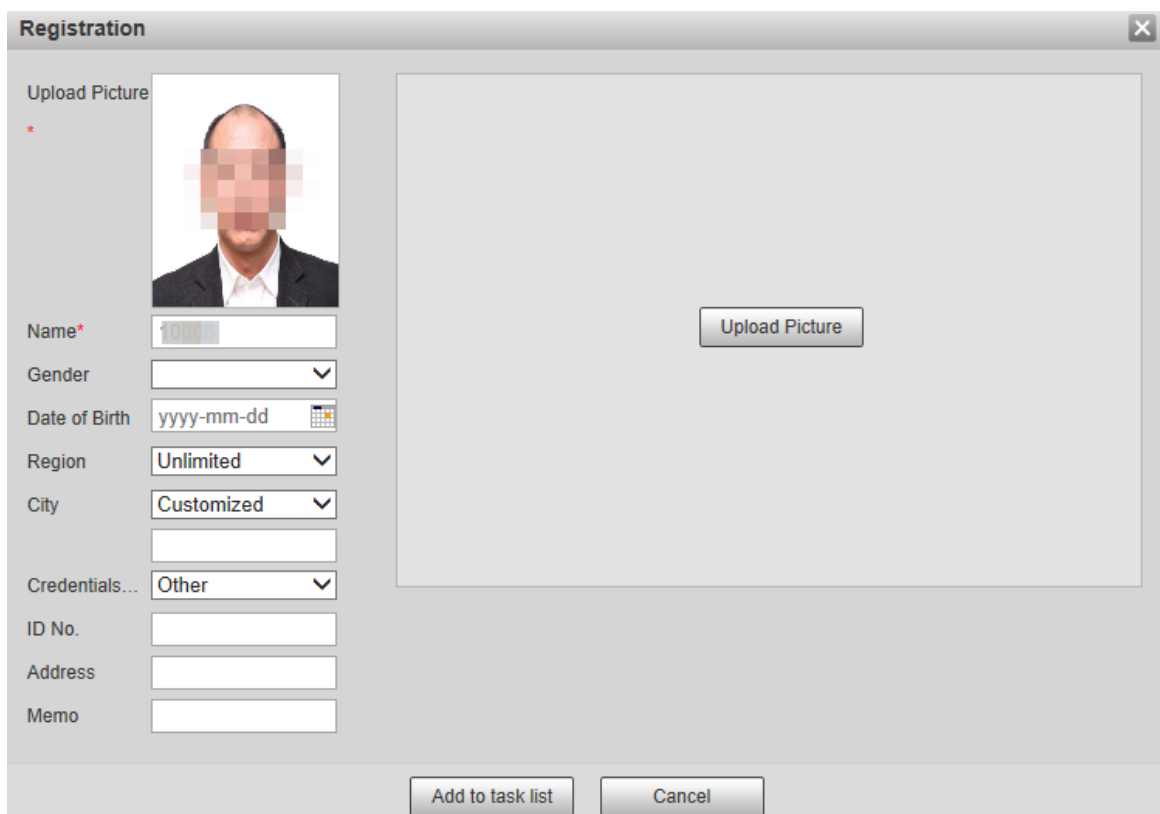 Registration
Upload Picture
*
Name*
Gender
Date of Birth yyyy-mm-dd
Region Unlimited
City Customized
Credentials... Other
ID No.
Address
Memo
Upload Picture
Add to task list Cancel